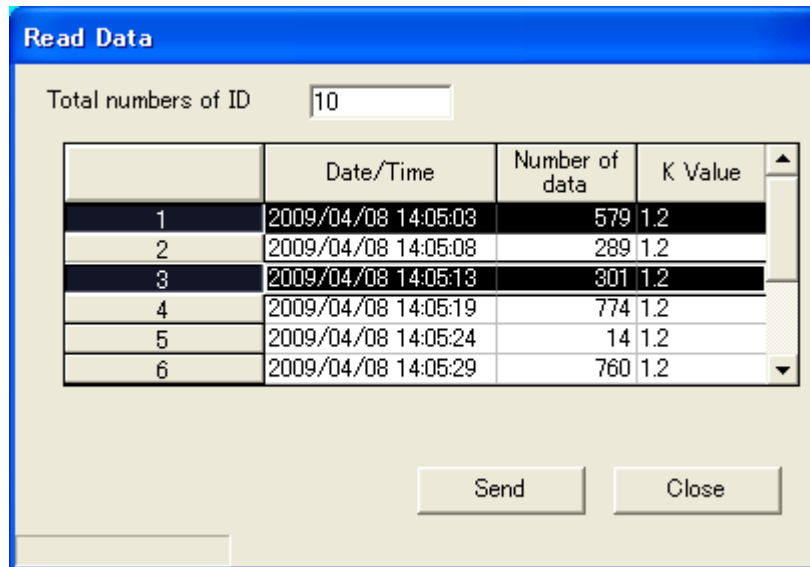 Read Data
Total numbers of ID 10
Date/Time Number of data K Value
1 2009/04/08 14:05:03 579 1.2
2 2009/04/08 14:05:08 289 1.2
3 2009/04/08 14:05:13 301 1.2
4 2009/04/08 14:05:19 774 1.2
5 2009/04/08 14:05:24 14 1.2
6 2009/04/08 14:05:29 760 1.2
Send Close